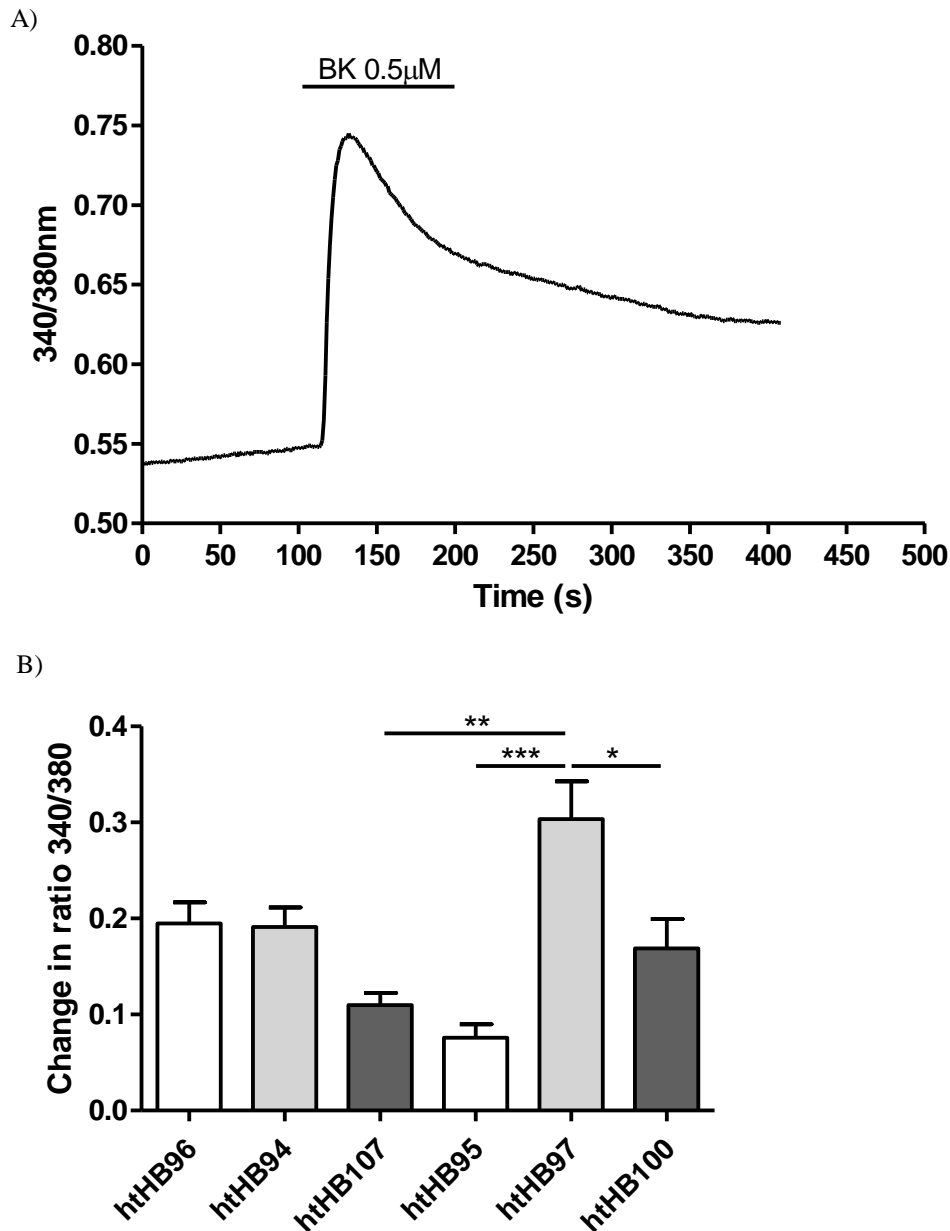 A)
BK 0.5μM
0.80
0.75
0.70
0.65
0.60
0.55
0.50
340/380nm
0 50 100 150 200 250 300 350 400 450 500
Time (s)
B)
0.4
0.3
0.2
0.1
0.0
Change in ratio 340/380
**
*** *
htHB96 htHB94 htHB107 htHB95 htHB97 htHB100